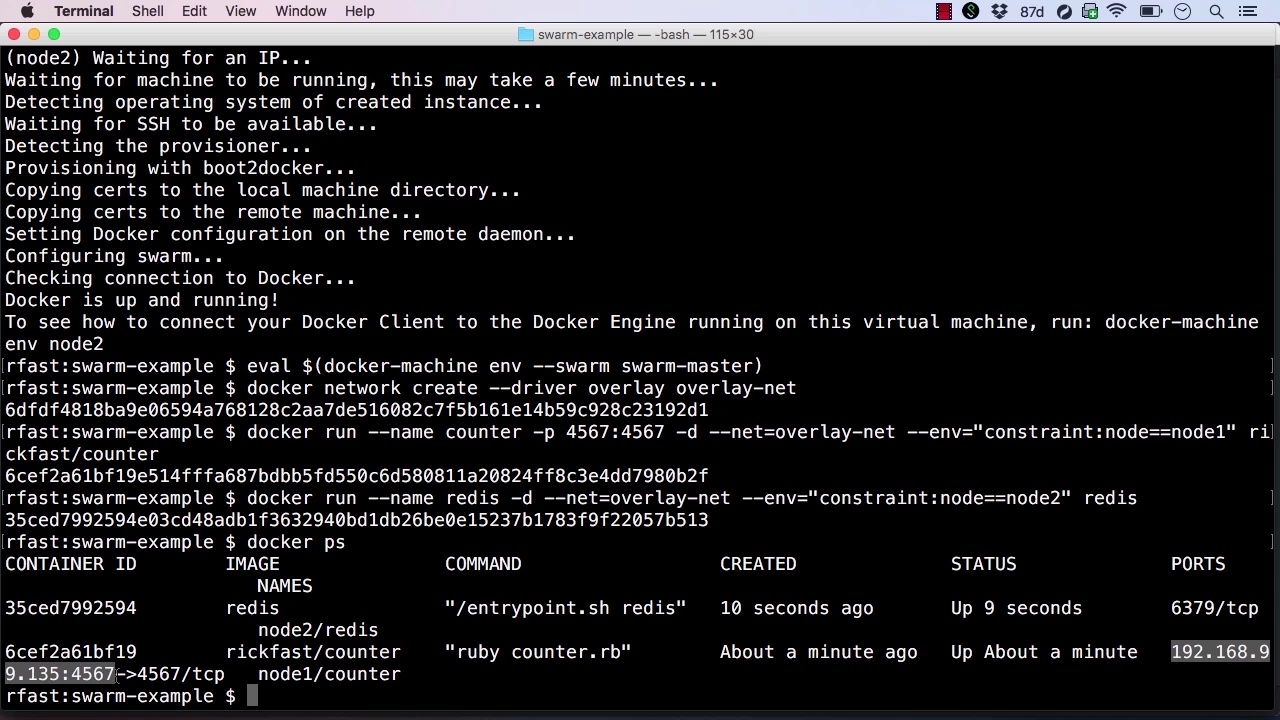 Terminal Shell Edit View Window Help 87d
swarm-example — -bash — 115×30
(node2) Waiting for an IP...
Waiting for machine to be running, this may take a few minutes...
Detecting operating system of created instance...
Waiting for SSH to be available...
Detecting the provisioner...
Provisioning with boot2docker...
Copying certs to the local machine directory...
Copying certs to the remote machine...
Setting Docker configuration on the remote daemon...
Configuring swarm...
Checking connection to Docker...
Docker is up and running!
To see how to connect your Docker Client to the Docker Engine running on this virtual machine, run: docker-machine
env node2
[rfast:swarm-example $ eval $(docker-machine env --swarm swarm-master) ]
[rfast:swarm-example $ docker network create --driver overlay overlay-net ]
6dfdf4818ba9e06594a768128c2aa7de516082c7f5b161e14b59c928c23192d1
[rfast:swarm-example $ docker run --name counter -p 4567:4567 -d --net=overlay-net --env="constraint:node==node1" ri]
ckfast/counter
6cef2a61bf19e514fffa687bdbb5fd550c6d580811a20824ff8c3e4dd7980b2f
[rfast:swarm-example $ docker run --name redis -d --net=overlay-net --env="constraint:node==node2" redis ]
35ced7992594e03cd48adb1f3632940bd1db26be0e15237b1783f9f22057b513
[rfast:swarm-example $ docker ps ]
CONTAINER ID IMAGE COMMAND CREATED STATUS PORTS
NAMES
35ced7992594 redis "/entrypoint.sh redis" 10 seconds ago Up 9 seconds 6379/tcp
node2/redis
6cef2a61bf19 rickfast/counter "ruby counter.rb" About a minute ago Up About a minute 192.168.9
9.135:4567->4567/tcp node1/counter
rfast:swarm-example $